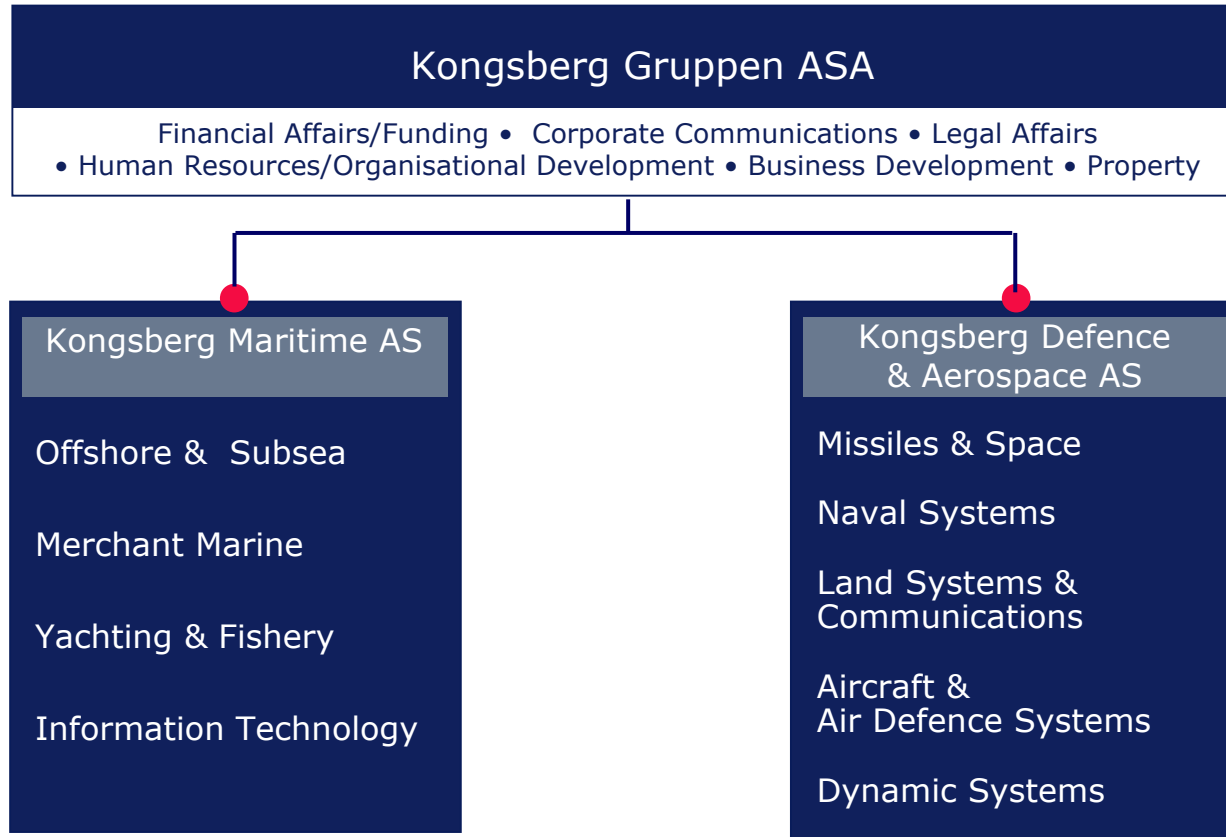 Kongsberg Gruppen ASA
Financial Affairs/Funding • Corporate Communications • Legal Affairs
• Human Resources/Organisational Development • Business Development • Property
Kongsberg Maritime AS
Offshore & Subsea
Merchant Marine
Yachting & Fishery
Information Technology
Kongsberg Defence
& Aerospace AS
Missiles & Space
Naval Systems
Land Systems &
Communications
Aircraft &
Air Defence Systems
Dynamic Systems